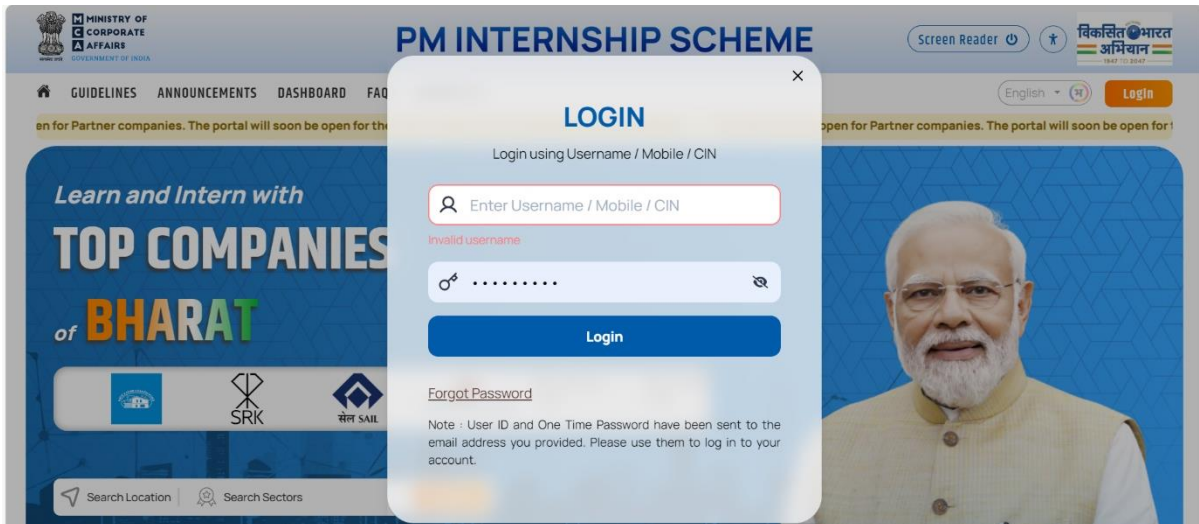 MINISTRY OF
CORPORATE
AFFAIRS
GOVERNMENT OF INDIA
PM INTERNSHIP SCHEME
Screen Reader
विकसित भारत
अभियान
1947 TO 2047
GUIDELINES ANNOUNCEMENTS DASHBOARD FAQ
English
अ
Login
en for Partner companies. The portal will soon be open for the
open for Partner companies. The portal will soon be open for t
Learn and Intern with
TOP COMPANIES
of BHARAT
SRK
सेल SAIL
Search Location
Search Sectors
LOGIN
Login using Username / Mobile / CIN
Enter Username / Mobile / CIN
Invalid username
Login
Forgot Password
Note : User ID and One Time Password have been sent to the
email address you provided. Please use them to log in to your
account.